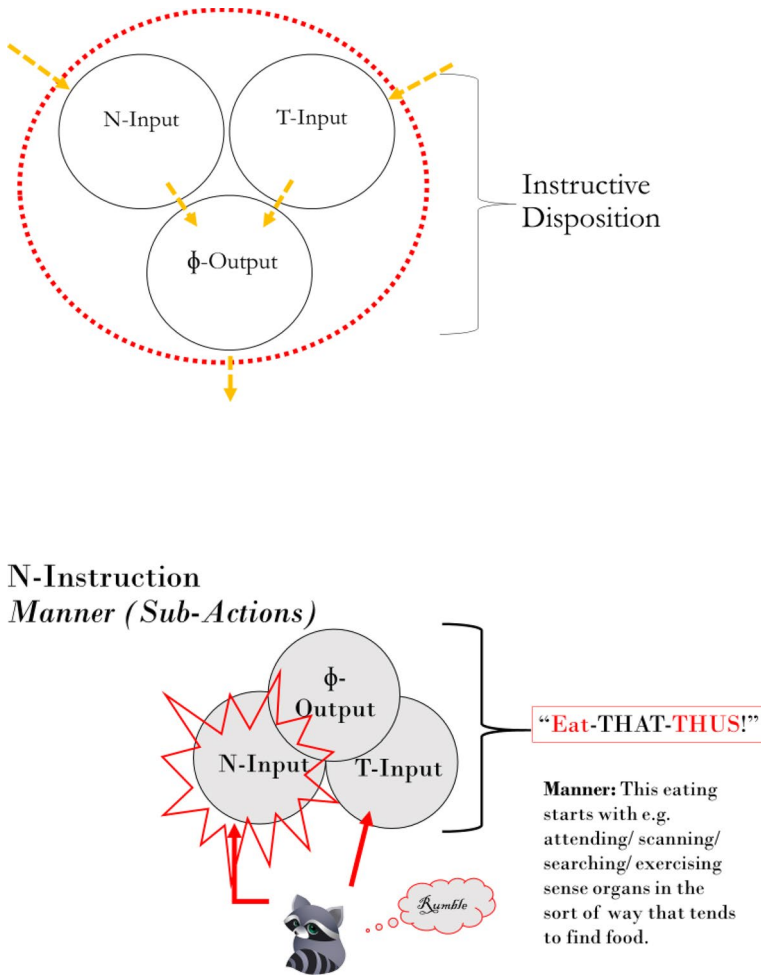 N-Input
T-Input
ϕ-Output
Instructive
Disposition
N-Instruction
Manner (Sub-Actions)
ϕ-
Output
N-Input
T-Input
“Eat-THAT-THUS!”
Manner: This eating
starts with e.g.
attending/ scanning/
searching/ exercising
sense organs in the
sort of way that tends
to find food.
Rumble